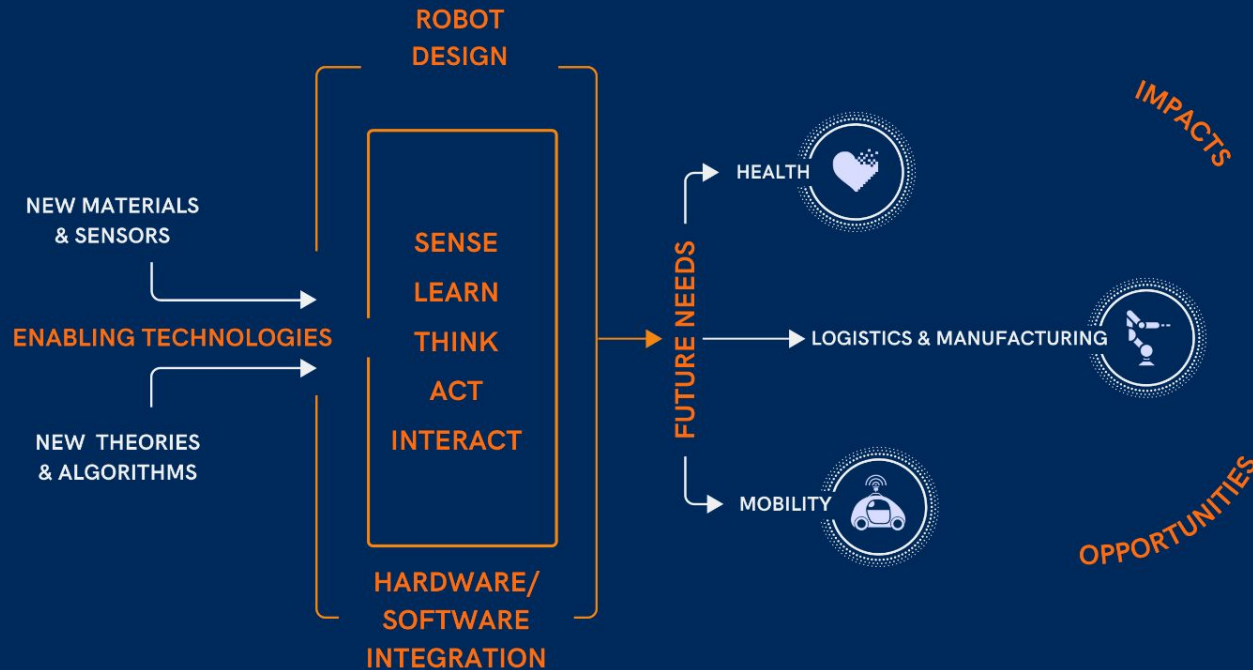 ROBOT
DESIGN
NEW MATERIALS
& SENSORS
ENABLING TECHNOLOGIES
NEW THEORIES
& ALGORITHMS
SENSE
LEARN
THINK
ACT
INTERACT
HARDWARE/
SOFTWARE
INTEGRATION
FUTURE NEEDS
HEALTH
LOGISTICS & MANUFACTURING
MOBILITY
IMPACTS
OPPORTUNITIES